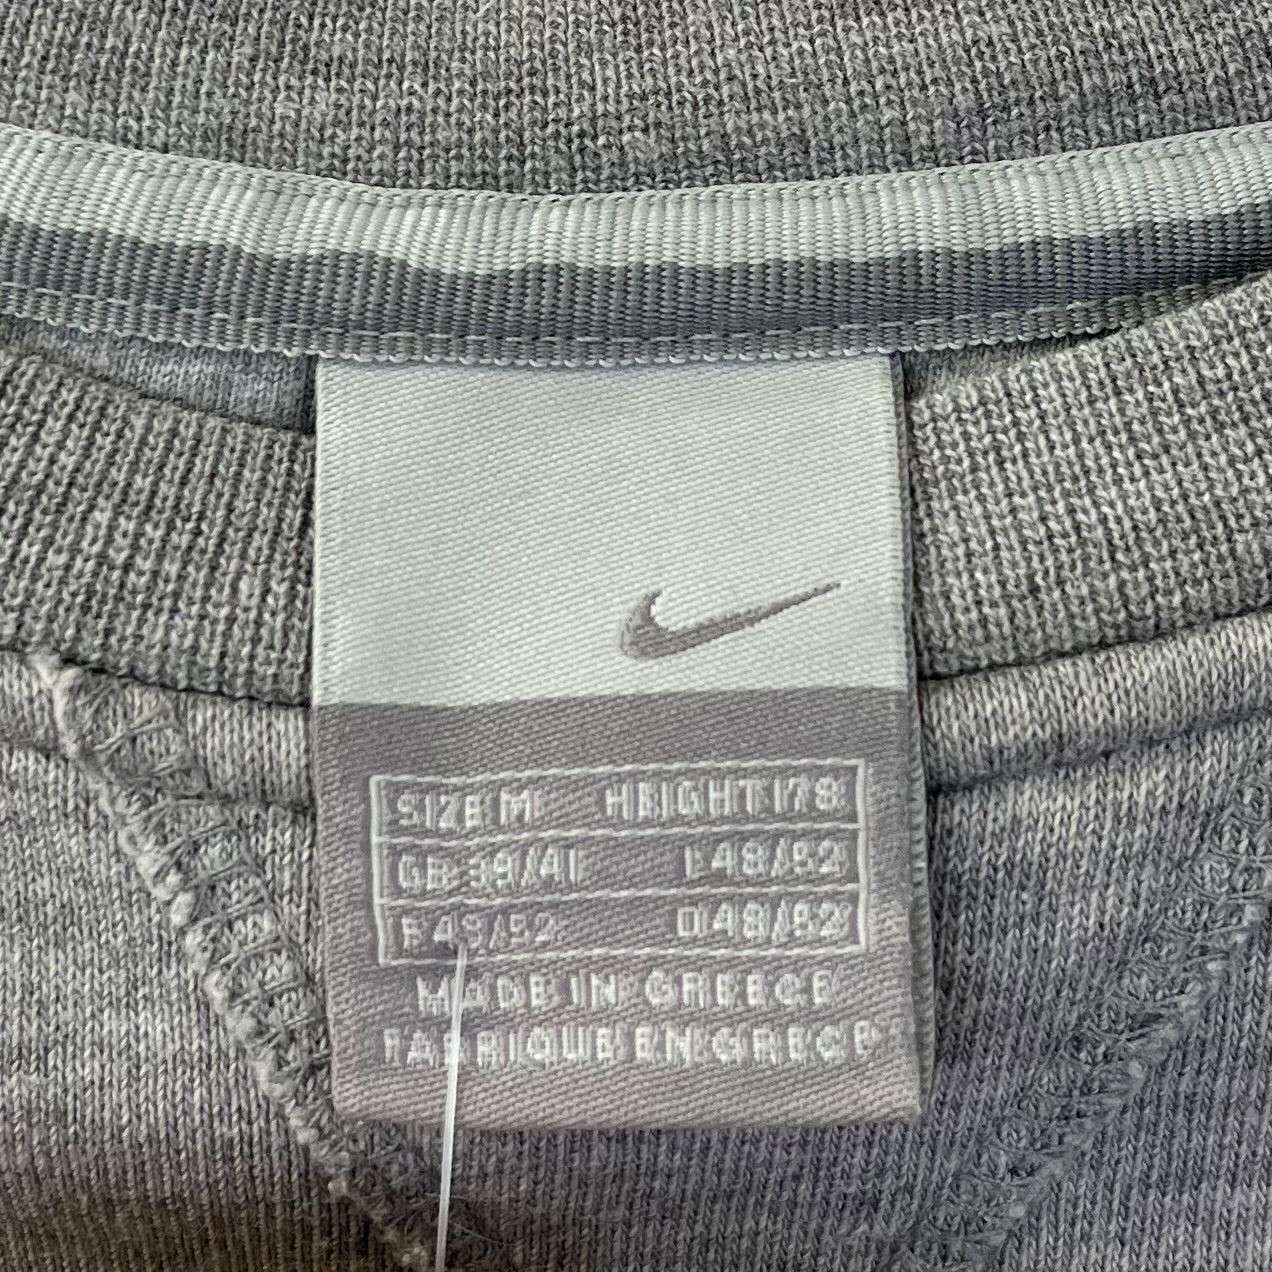 SIZE M HEIGHT 178
GB 39/41 I 48/52
F 48/52 D 48/52
MADE IN GREECE
FABRIQUE EN GRECE